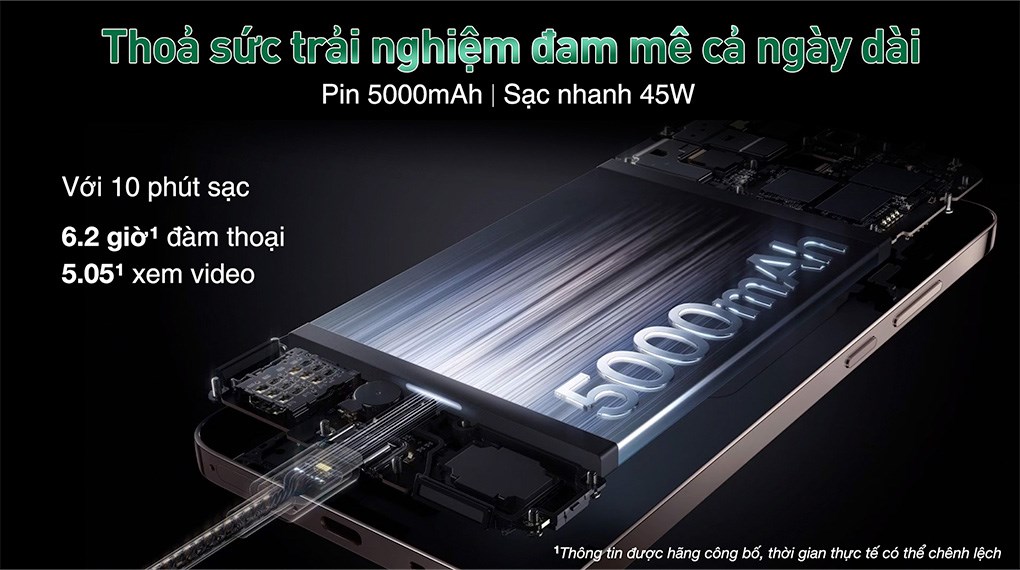 Thoả sức trải nghiệm đam mê cả ngày dài
Pin 5000mAh | Sạc nhanh 45W
Với 10 phút sạc
6.2 giờ¹ đàm thoại
5.05¹ xem video
5000mAh
¹Thông tin được hãng công bố, thời gian thực tế có thể chênh lệch